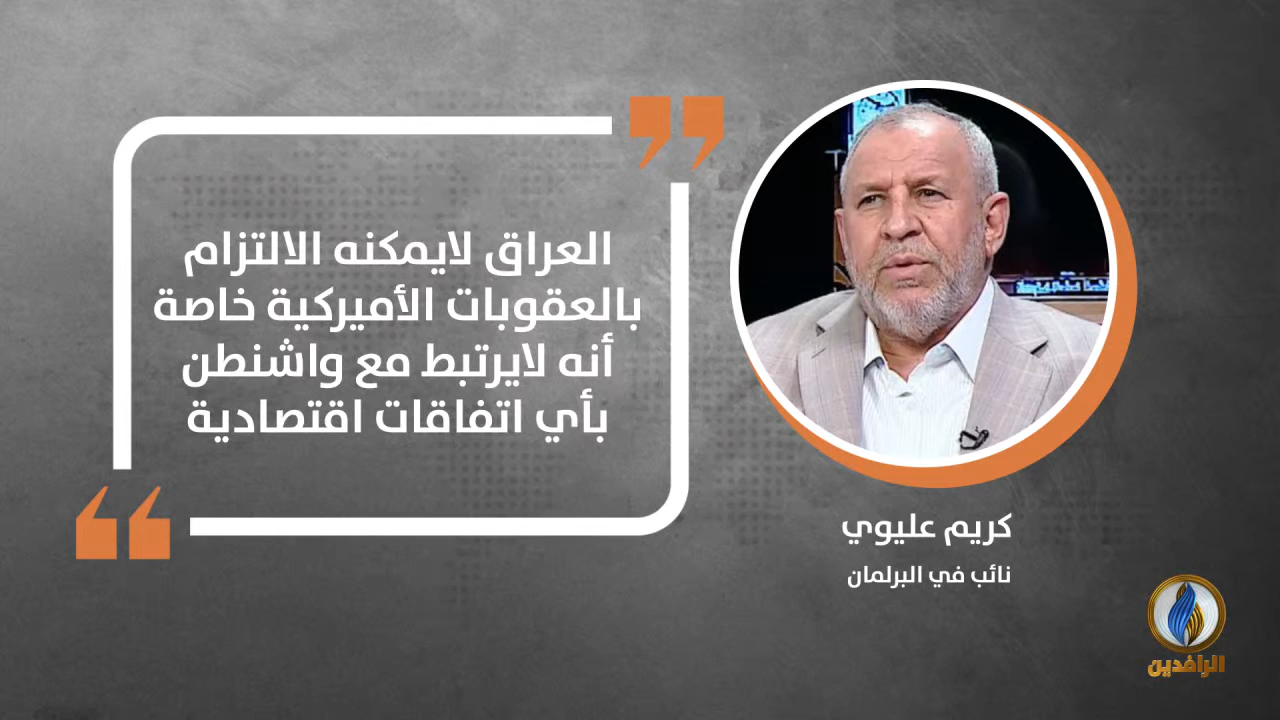 العراق لايمكنه الالتزام
بالعقوبات الأميركية خاصة
أنه لايرتبط مع واشنطن
بأي اتفاقات اقتصادية
كريم عليوي
نائب في البرلمان
الرافدين